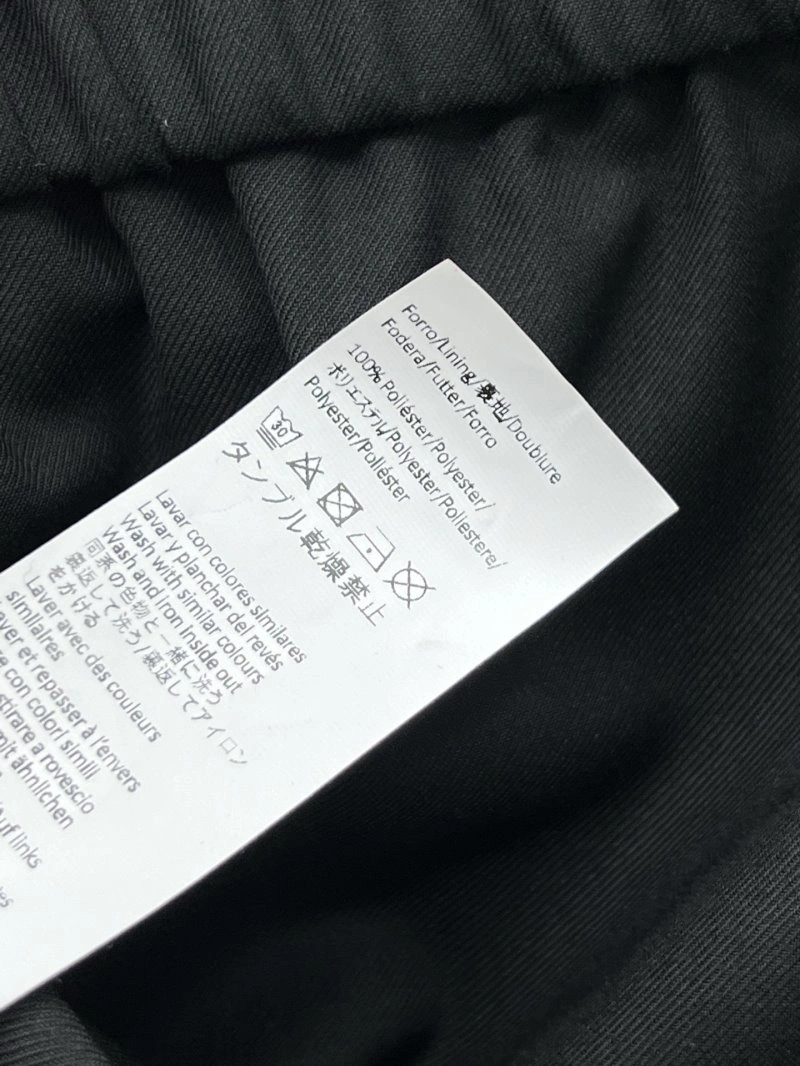 Forro/Lining/裏地/Doublure
Fodera/Futter/Forro
100% Poliéster/Polyester/
ポリエステル/Polyester/Poliestere/
Polyester/Poliéster
30
タンブル乾燥禁止
Lavar con colores similares
Lavar y planchar del revés
Wash with similar colours
Wash and iron inside out
同系の色物と一緒に洗う
裏返して洗う/裏返してアイロン
をかける
Laver avec des couleurs
similaires
et repasser à l'envers
con colori simili
stirare a rovescio
mit ähnlichen
auf links